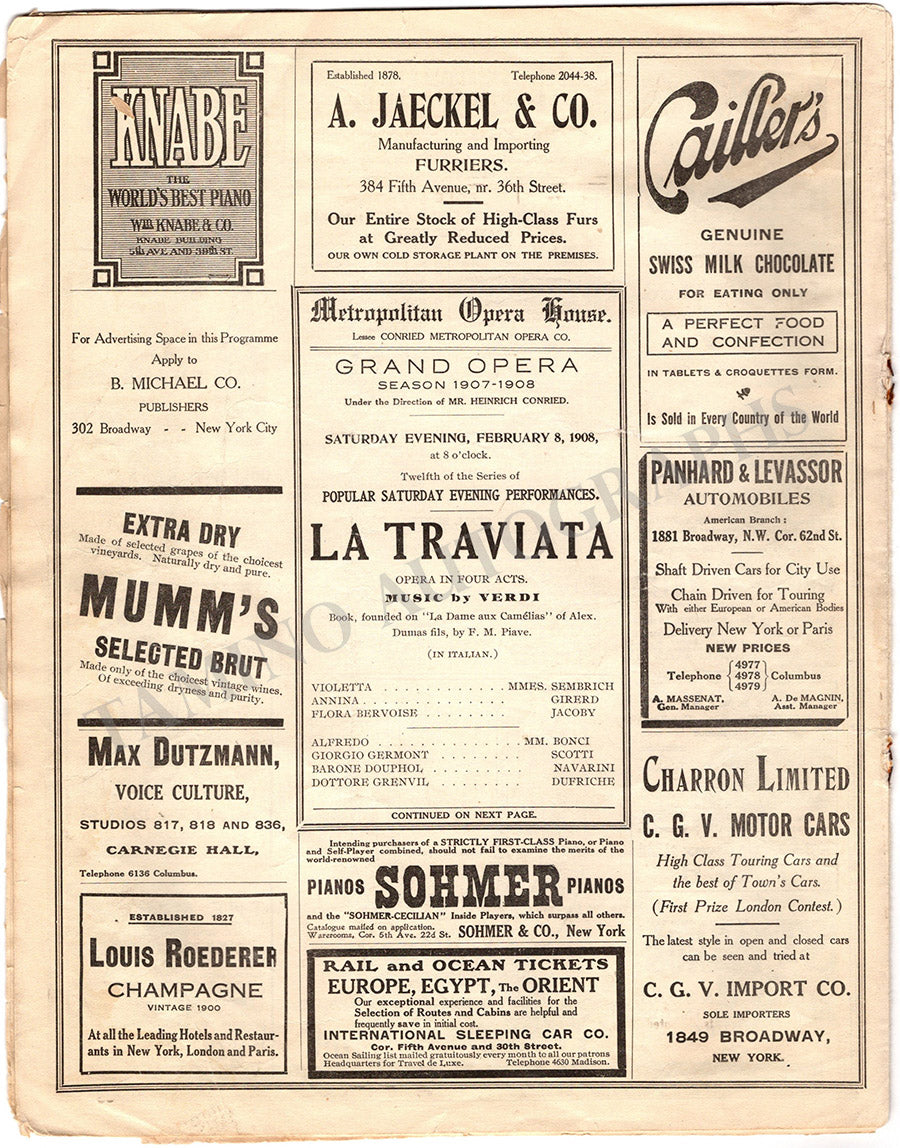 KNABE
THE
WORLD'S BEST PIANO
Wm KNABE & CO.
KNABE BUILDING
5th AVE AND 39th ST.
For Advertising Space in this Programme
Apply to
B. MICHAEL CO.
PUBLISHERS
302 Broadway - - New York City
EXTRA DRY
Made of selected grapes of the choicest
vineyards. Naturally dry and pure.
MUMM'S
SELECTED BRUT
Made only of the choicest vintage wines.
Of exceeding dryness and purity.
MAX DUTZMANN,
VOICE CULTURE,
STUDIOS 817, 818 AND 836,
CARNEGIE HALL,
Telephone 6136 Columbus.
ESTABLISHED 1827
LOUIS ROEDERER
CHAMPAGNE
VINTAGE 1900
At all the Leading Hotels and Restaur-
ants in New York, London and Paris.
Established 1878. Telephone 2044-38.
A. JAECKEL & CO.
Manufacturing and Importing
FURRIERS.
384 Fifth Avenue, nr. 36th Street.
Our Entire Stock of High-Class Furs
at Greatly Reduced Prices.
OUR OWN COLD STORAGE PLANT ON THE PREMISES.
Metropolitan Opera House.
Lessee CONRIED METROPOLITAN OPERA CO.
GRAND OPERA
SEASON 1907-1908
Under the Direction of MR. HEINRICH CONRIED.
SATURDAY EVENING, FEBRUARY 8, 1908,
at 8 o'clock.
Twelfth of the Series of
POPULAR SATURDAY EVENING PERFORMANCES.
LA TRAVIATA
OPERA IN FOUR ACTS.
MUSIC by VERDI
Book, founded on "La Dame aux Camélias" of Alex.
Dumas fils, by F. M. Piave.
(IN ITALIAN.)
VIOLETTA . . . . . . . . . . . . MMES. SEMBRICH
ANNINA . . . . . . . . . . . . . . GIRERD
FLORA BERVOISE . . . . . . . . JACOBY
ALFREDO . . . . . . . . . . . . . MM. BONCI
GIORGIO GERMONT . . . . . . . . SCOTTI
BARONE DOUPHOL . . . . . . . . . NAVARINI
DOTTORE GRENVIL . . . . . . . . DUFRICHE
CONTINUED ON NEXT PAGE.
Intending purchasers of a STRICTLY FIRST-CLASS Piano, or Piano
and Self-Player combined, should not fail to examine the merits of the
world-renowned
PIANOS SOHMER PIANOS
and the "SOHMER-CECILIAN" Inside Players, which surpass all others.
Catalogue mailed on application.
Warerooms, Cor. 5th Ave. 22d St. SOHMER & CO., New York
RAIL and OCEAN TICKETS
EUROPE, EGYPT, The ORIENT
Our exceptional experience and facilities for the
Selection of Routes and Cabins are helpful and
frequently save in initial cost.
INTERNATIONAL SLEEPING CAR CO.
Cor. Fifth Avenue and 30th Street.
Ocean Sailing list mailed gratuitously every month to all our patrons
Headquarters for Travel de Luxe. Telephone 4630 Madison.
Cailler's
GENUINE
SWISS MILK CHOCOLATE
FOR EATING ONLY
A PERFECT FOOD
AND CONFECTION
IN TABLETS & CROQUETTES FORM.
Is Sold in Every Country of the World
PANHARD & LEVASSOR
AUTOMOBILES
American Branch:
1881 Broadway, N.W. Cor. 62nd St.
Shaft Driven Cars for City Use
Chain Driven for Touring
With either European or American Bodies
Delivery New York or Paris
NEW PRICES
Telephone { 4977 4978 4979 } Columbus
A. MASSENAT, A. De MAGNIN,
Gen. Manager Asst. Manager
CHARRON LIMITED
C. G. V. MOTOR CARS
High Class Touring Cars and
the best of Town's Cars.
(First Prize London Contest.)
The latest style in open and closed cars
can be seen and tried at
C. G. V. IMPORT CO.
SOLE IMPORTERS
1849 BROADWAY,
NEW YORK.
TAMINO AUTOGRAPHS